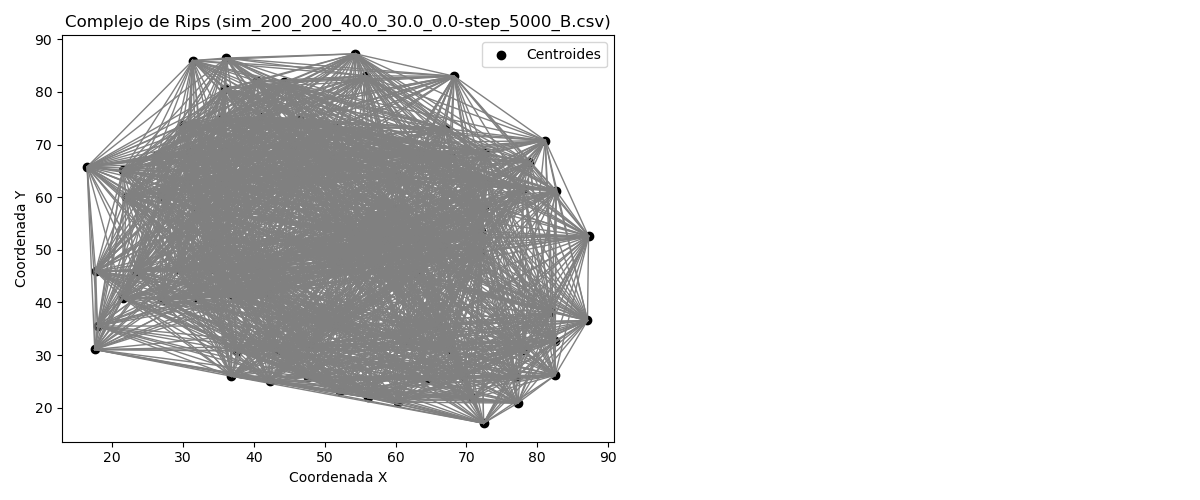 Complejo de Rips (sim_200_200_40.0_30.0_0.0-step_5000_B.csv)
Centroides
90
80
70
60
50
40
30
20
Coordenada Y
20 30 40 50 60 70 80 90
Coordenada X